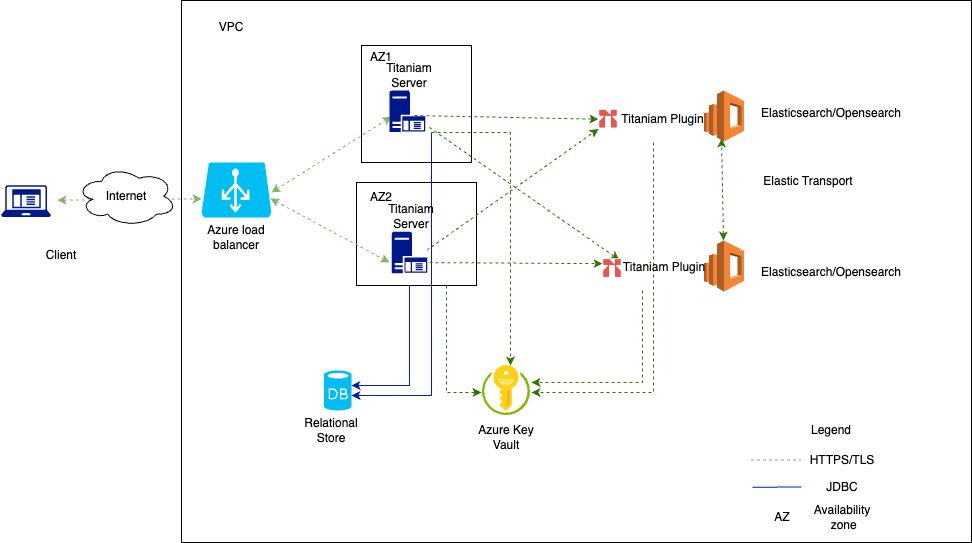 VPC
AZ1
Titaniam
Server
Titaniam Plugin
Elasticsearch/Opensearch
Internet
Elastic Transport
AZ2
Titaniam
Server
Azure load
balancer
Client
Titaniam Plugin
Elasticsearch/Opensearch
DB
Relational
Store
Azure Key
Vault
Legend
HTTPS/TLS
JDBC
AZ
Availability
zone